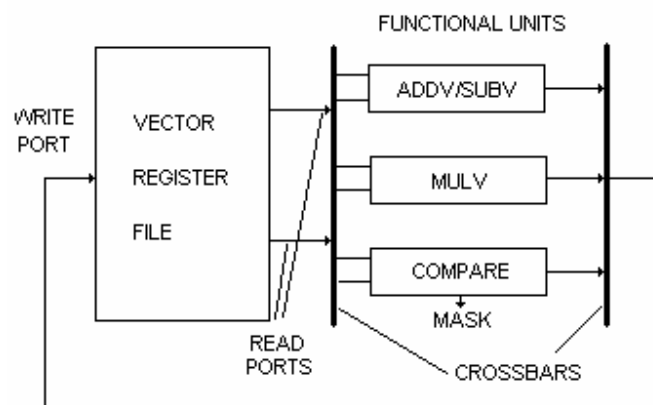 FUNCTIONAL UNITS
ADDV/SUBV
WRITE
PORT
VECTOR
REGISTER
FILE
MULV
COMPARE
MASK
READ
PORTS
CROSSBARS